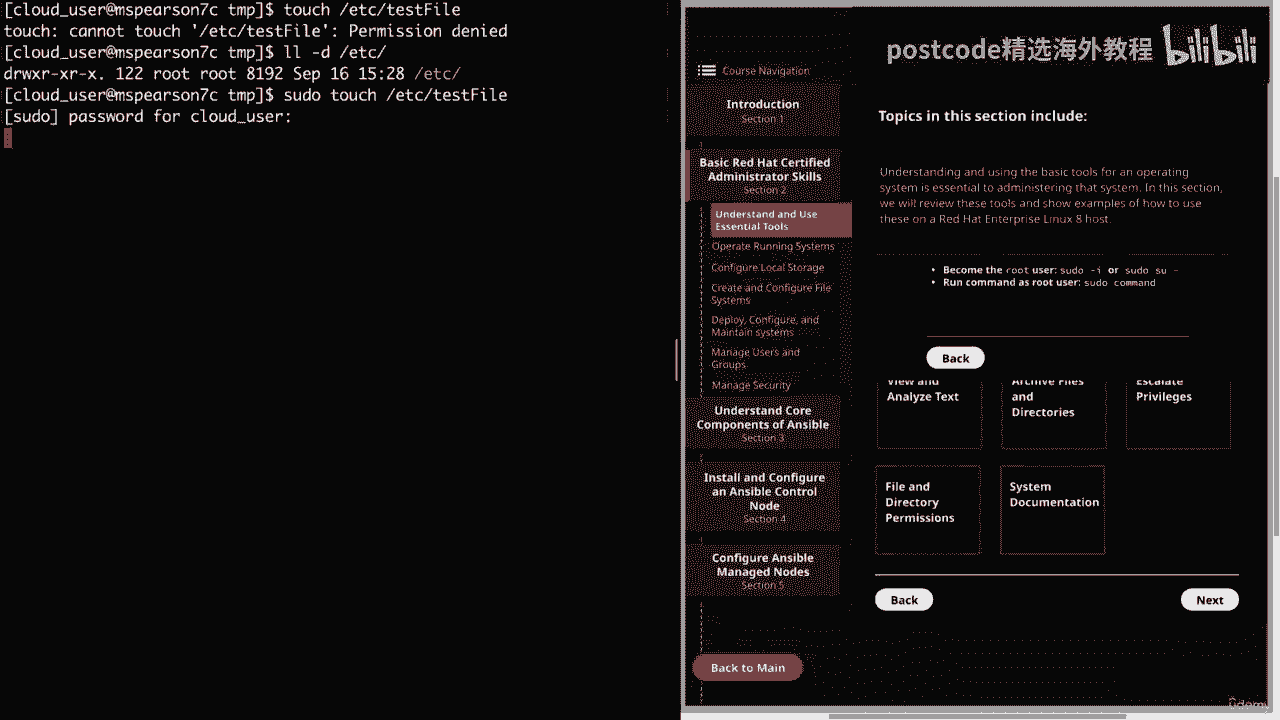 [cloud_user@mspearson7c tmp]$ touch /etc/testFile
touch: cannot touch '/etc/testFile': Permission denied
[cloud_user@mspearson7c tmp]$ ll -d /etc/
drwxr-xr-x. 122 root root 8192 Sep 16 15:28 /etc/
[cloud_user@mspearson7c tmp]$ sudo touch /etc/testFile
[sudo] password for cloud_user:
postcode精选海外教程 bilibili
Course Navigation
Introduction
Section 1
Basic Red Hat Certified
Administrator Skills
Section 2
Understand and Use
Essential Tools
Operate Running Systems
Configure Local Storage
Create and Configure File
Systems
Deploy, Configure, and
Maintain systems
Manage Users and
Groups
Manage Security
Understand Core
Components of Ansible
Section 3
Install and Configure
an Ansible Control
Node
Section 4
Configure Ansible
Managed Nodes
Section 5
Back to Main
Topics in this section include:
Understanding and using the basic tools for an operating
system is essential to administering that system. In this section,
we will review these tools and show examples of how to use
these on a Red Hat Enterprise Linux 8 host.
• Become the root user: sudo -i or sudo su -
• Run command as root user: sudo command
Back
View and
Analyze Text
Archive Files
and
Directories
Escalate
Privileges
File and
Directory
Permissions
System
Documentation
Back
Next
Udemy